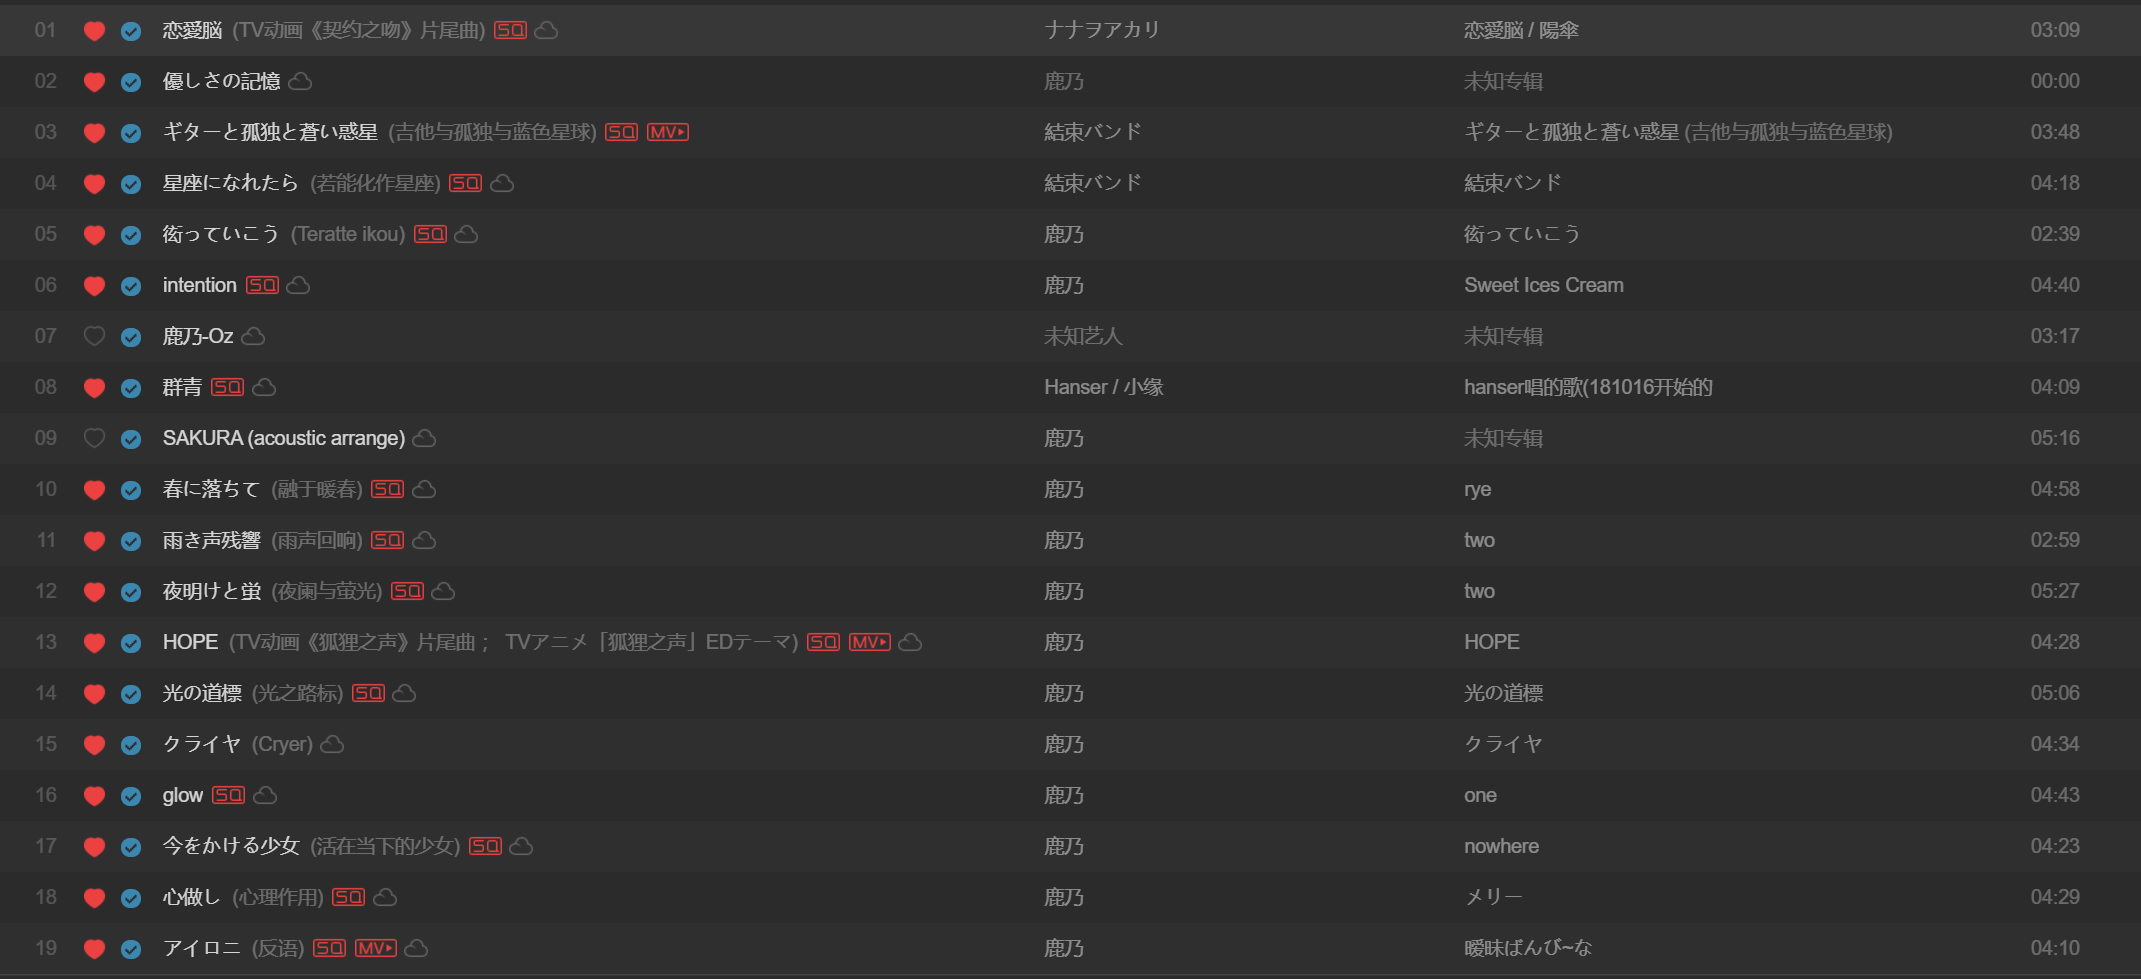 01 恋愛脳 (TV动画《契约之吻》片尾曲) SQ ナナヲアカリ 恋愛脳 / 陽傘 03:09
02 優しさの記憶 鹿乃 未知专辑 00:00
03 ギターと孤独と蒼い惑星 (吉他与孤独与蓝色星球) SQ MV 結束バンド ギターと孤独と蒼い惑星 (吉他与孤独与蓝色星球) 03:48
04 星座になれたら (若能化作星座) SQ 結束バンド 結束バンド 04:18
05 衒っていこう (Teratte ikou) SQ 鹿乃 衒っていこう 02:39
06 intention SQ 鹿乃 Sweet Ices Cream 04:40
07 鹿乃-Oz 未知艺人 未知专辑 03:17
08 群青 SQ Hanser / 小缘 hanser唱的歌(181016开始的 04:09
09 SAKURA (acoustic arrange) 鹿乃 未知专辑 05:16
10 春に落ちて (融于暖春) SQ 鹿乃 rye 04:58
11 雨き声残響 (雨声回响) SQ 鹿乃 two 02:59
12 夜明けと蛍 (夜阑与萤光) SQ 鹿乃 two 05:27
13 HOPE (TV动画《狐狸之声》片尾曲； TVアニメ「狐狸之声」EDテーマ) SQ MV 鹿乃 HOPE 04:28
14 光の道標 (光之路标) SQ 鹿乃 光の道標 05:06
15 クライヤ (Cryer) 鹿乃 クライヤ 04:34
16 glow SQ 鹿乃 one 04:43
17 今をかける少女 (活在当下的少女) SQ 鹿乃 nowhere 04:23
18 心做し (心理作用) SQ 鹿乃 メリー 04:29
19 アイロニ (反语) SQ MV 鹿乃 曖昧ばんび~な 04:10